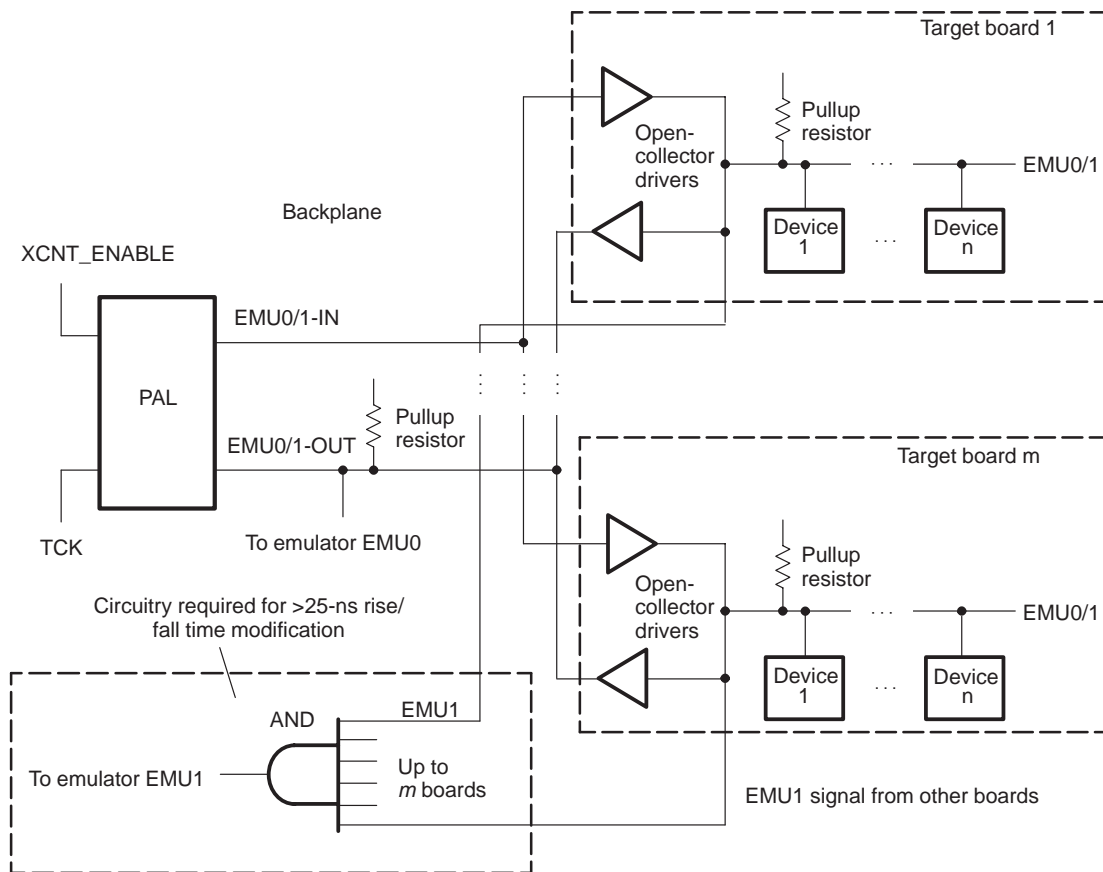 Target board 1
Pullup
resistor
Open-
collector
drivers
EMU0/1
Device
1
. . .
Device
n
. . .
Backplane
XCNT_ENABLE
EMU0/1-IN
PAL
EMU0/1-OUT
Pullup
resistor
TCK
To emulator EMU0
Target board m
Pullup
resistor
Open-
collector
drivers
EMU0/1
Device
1
. . .
Device
n
. . .
Circuitry required for >25-ns rise/
fall time modification
AND
EMU1
To emulator EMU1
Up to
m boards
EMU1 signal from other boards